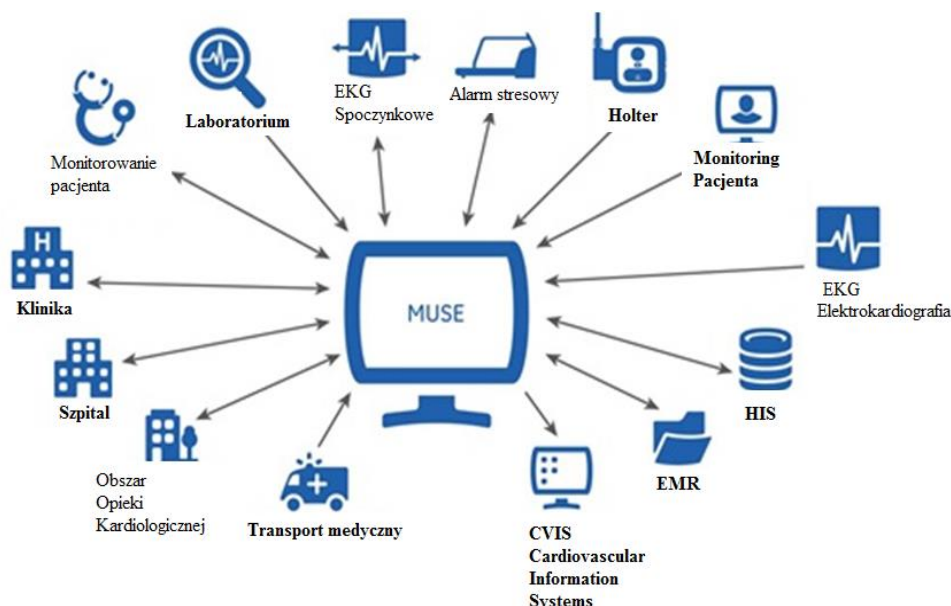 Laboratorium
EKG
Spoczynkowe
Alarm stresowy
Holter
Monitorowanie
pacjenta
Monitoring
Pacjenta
H
Klinika
MUSE
EKG
Elektrokardiografia
Szpital
HIS
Obszar
Opieki
Kardiologicznej
Transport medyczny
EMR
CVIS
Cardiovascular
Information
Systems